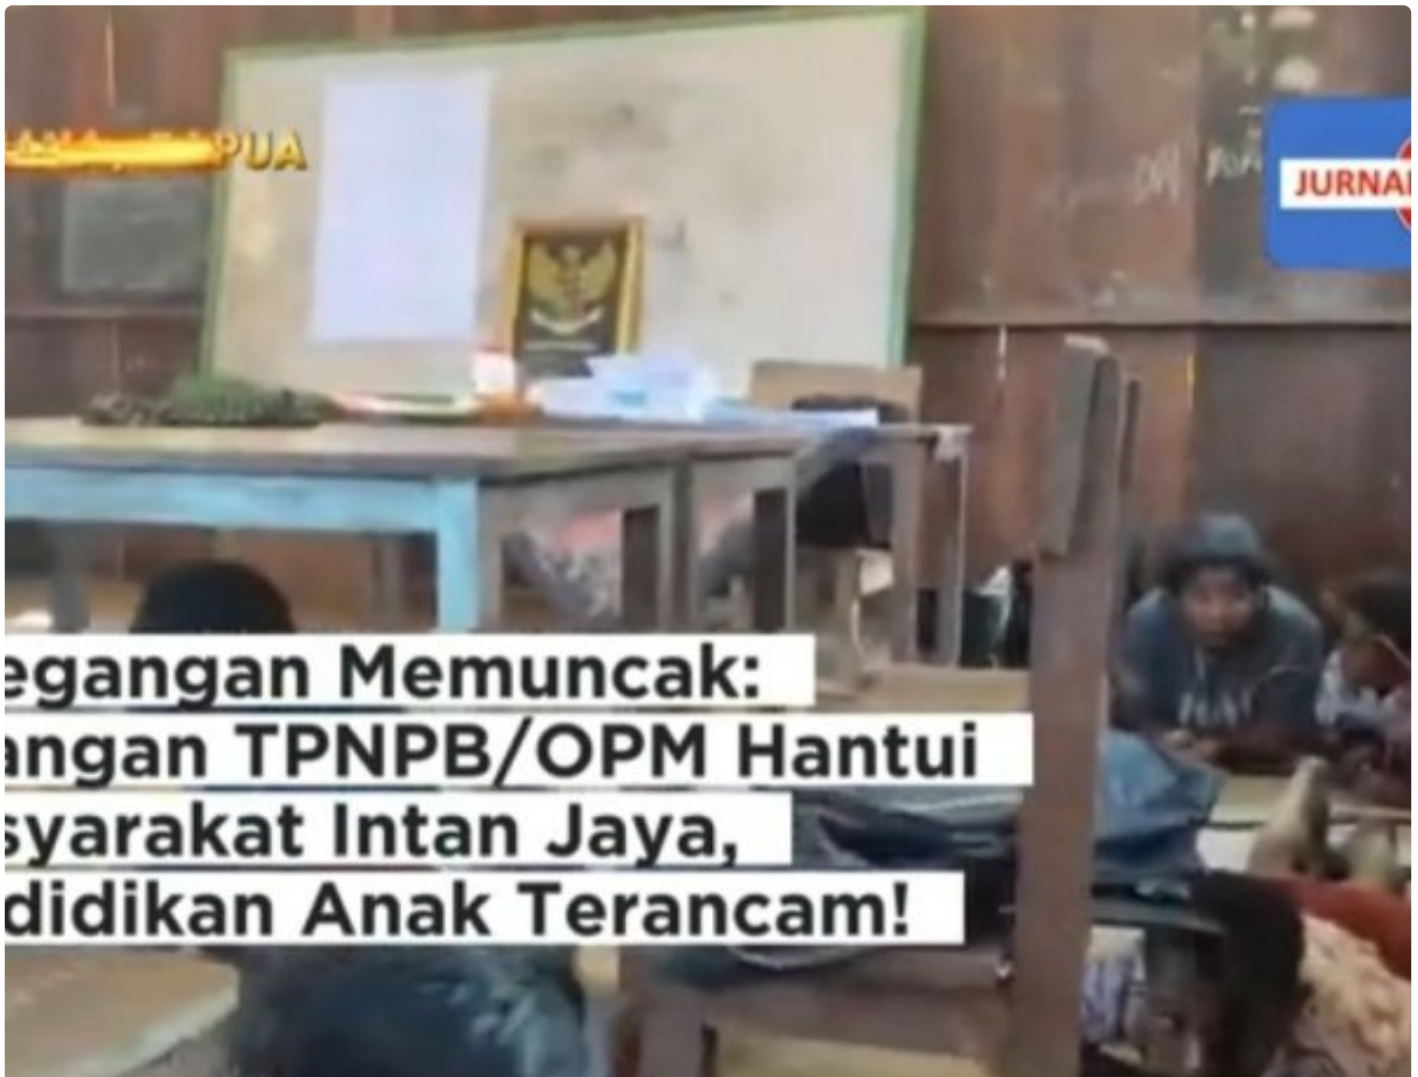 PUA
JURNA
egangan Memuncak:
angan TPNPB/OPM Hantui
syarakat Intan Jaya,
didikan Anak Terancam!